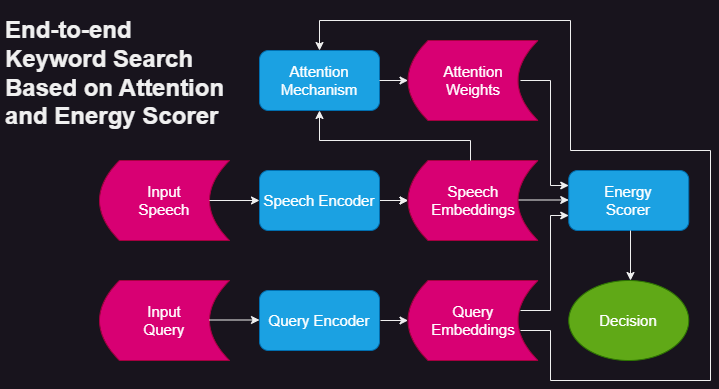 End-to-end
Keyword Search
Based on Attention
and Energy Scorer
Attention
Mechanism
Attention
Weights
Input
Speech
Speech Encoder
Speech
Embeddings
Energy
Scorer
Input
Query
Query Encoder
Query
Embeddings
Decision